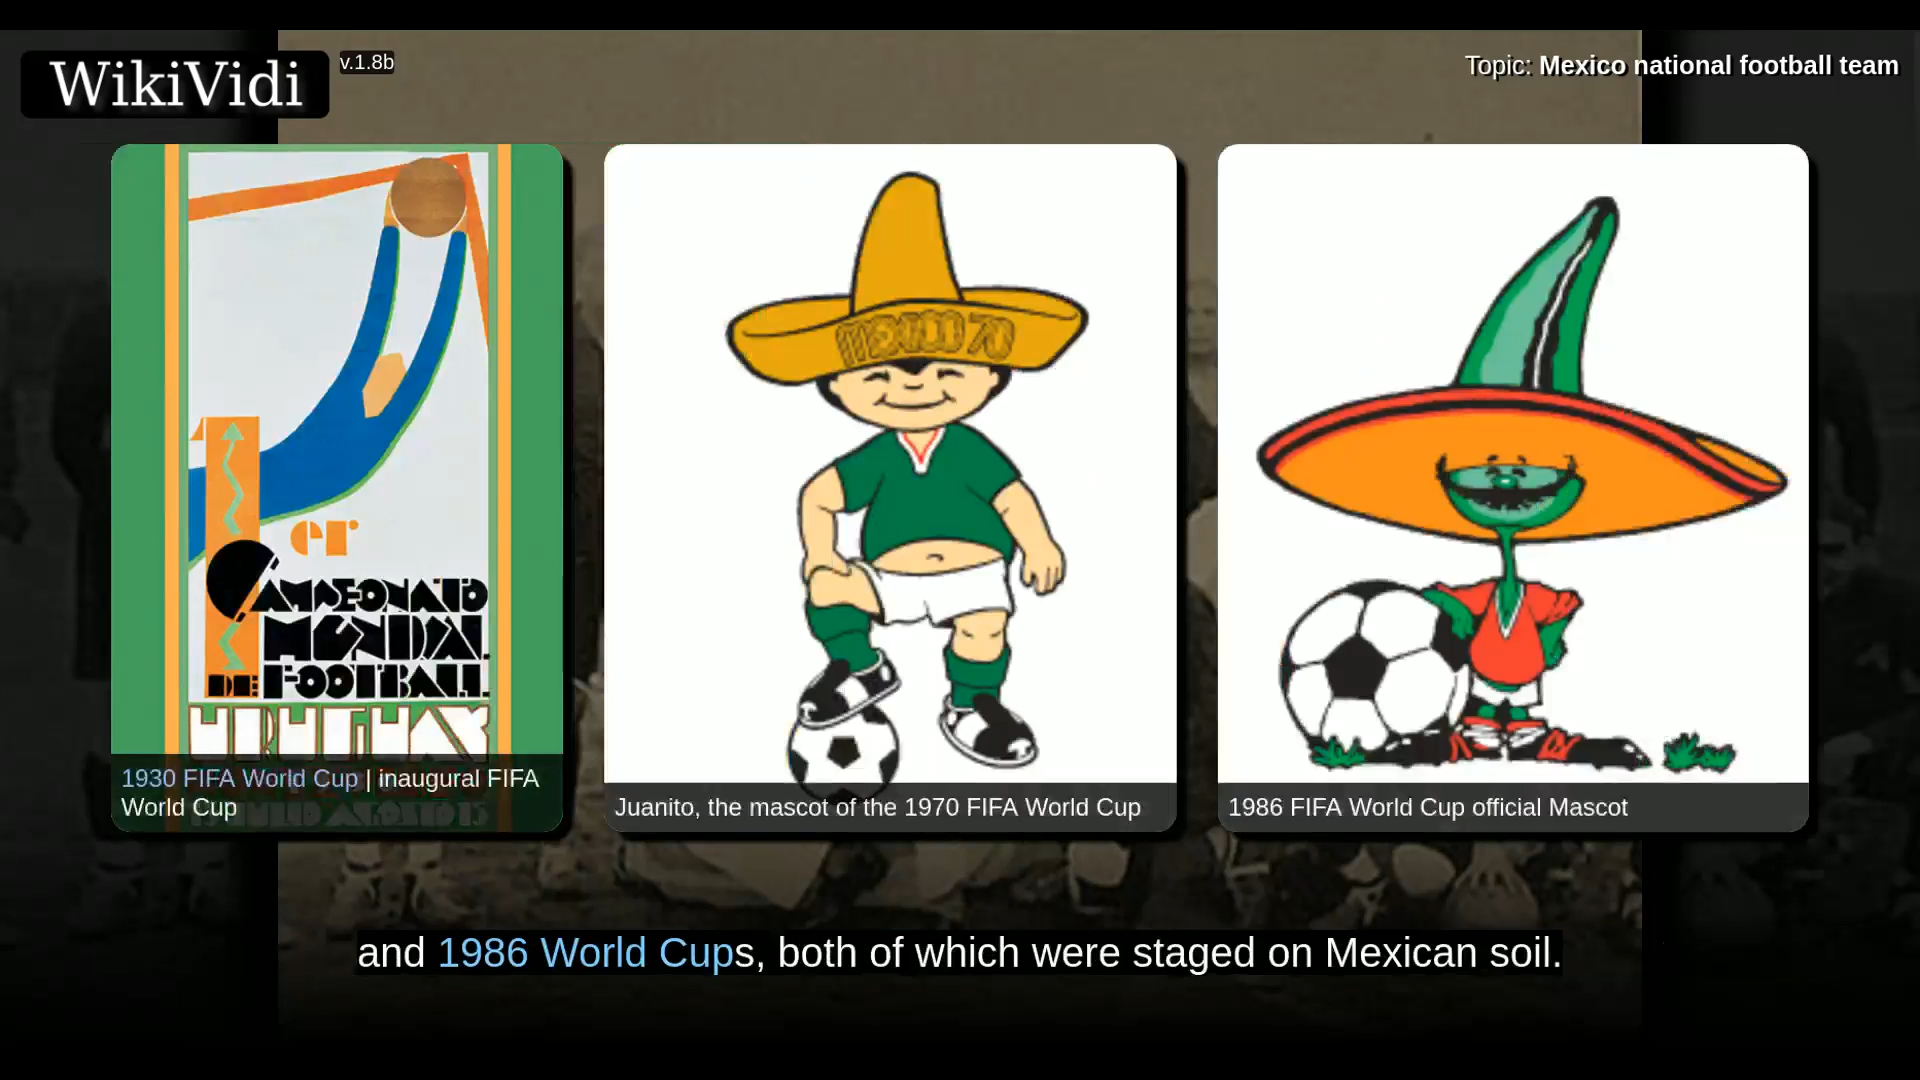 WikiVidi
v.1.8b
Topic: Mexico national football team
1er
CAMPEONATO
MUNDIAL
DE FOOTBALL
URUGUAY
1930 FIFA World Cup | inaugural FIFA
World Cup
MEXICO 70
Juanito, the mascot of the 1970 FIFA World Cup
1986 FIFA World Cup official Mascot
and 1986 World Cups, both of which were staged on Mexican soil.